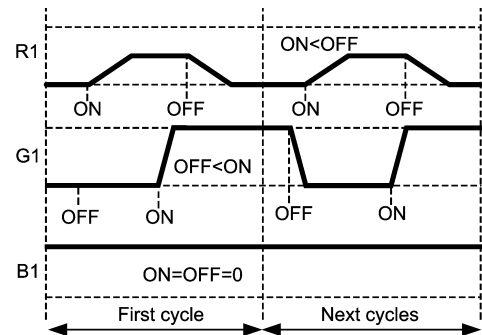 R1
ON<OFF
ON
OFF
ON
OFF
G1
OFF<ON
OFF
ON
OFF
ON
B1
ON=OFF=0
First cycle
Next cycles